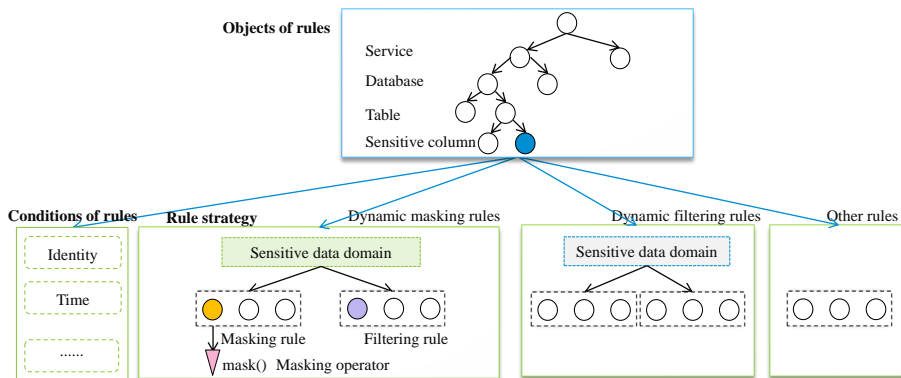 Objects of rules
Service
Database
Table
Sensitive column
Conditions of rules
Rule strategy
Dynamic masking rules
Dynamic filtering rules
Other rules
Identity
Time
......
Sensitive data domain
Masking rule
Filtering rule
mask() Masking operator
Sensitive data domain